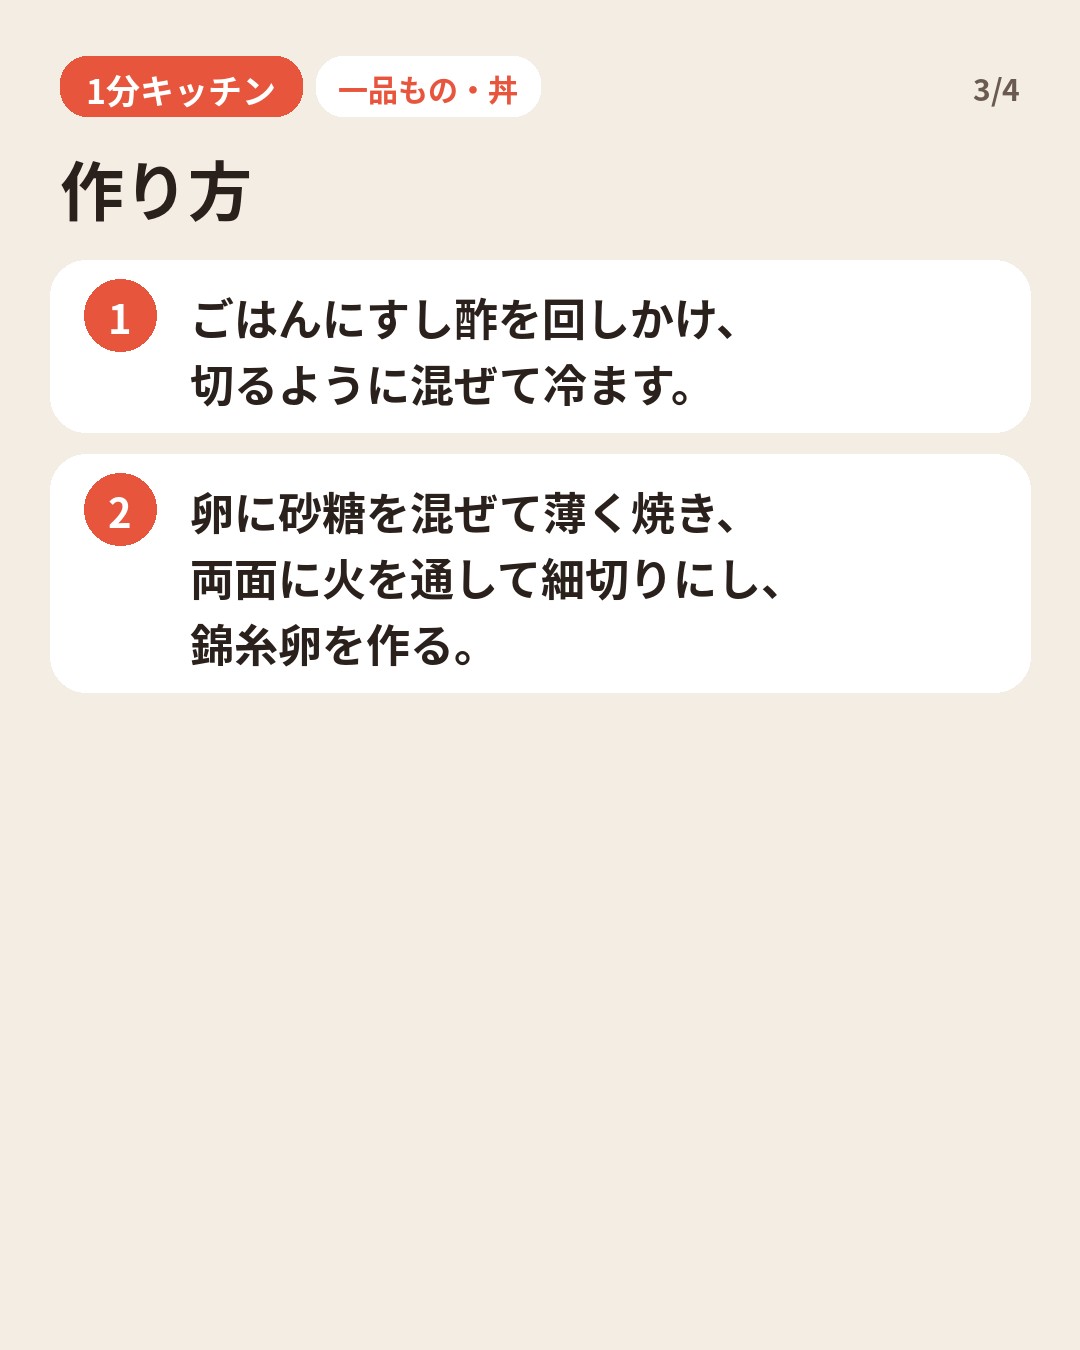 1分キッチン
一品もの・丼
3/4
作り方
1
ごはんにすし酢を回しかけ、
切るように混ぜて冷ます。
2
卵に砂糖を混ぜて薄く焼き、
両面に火を通して細切りにし、
錦糸卵を作る。